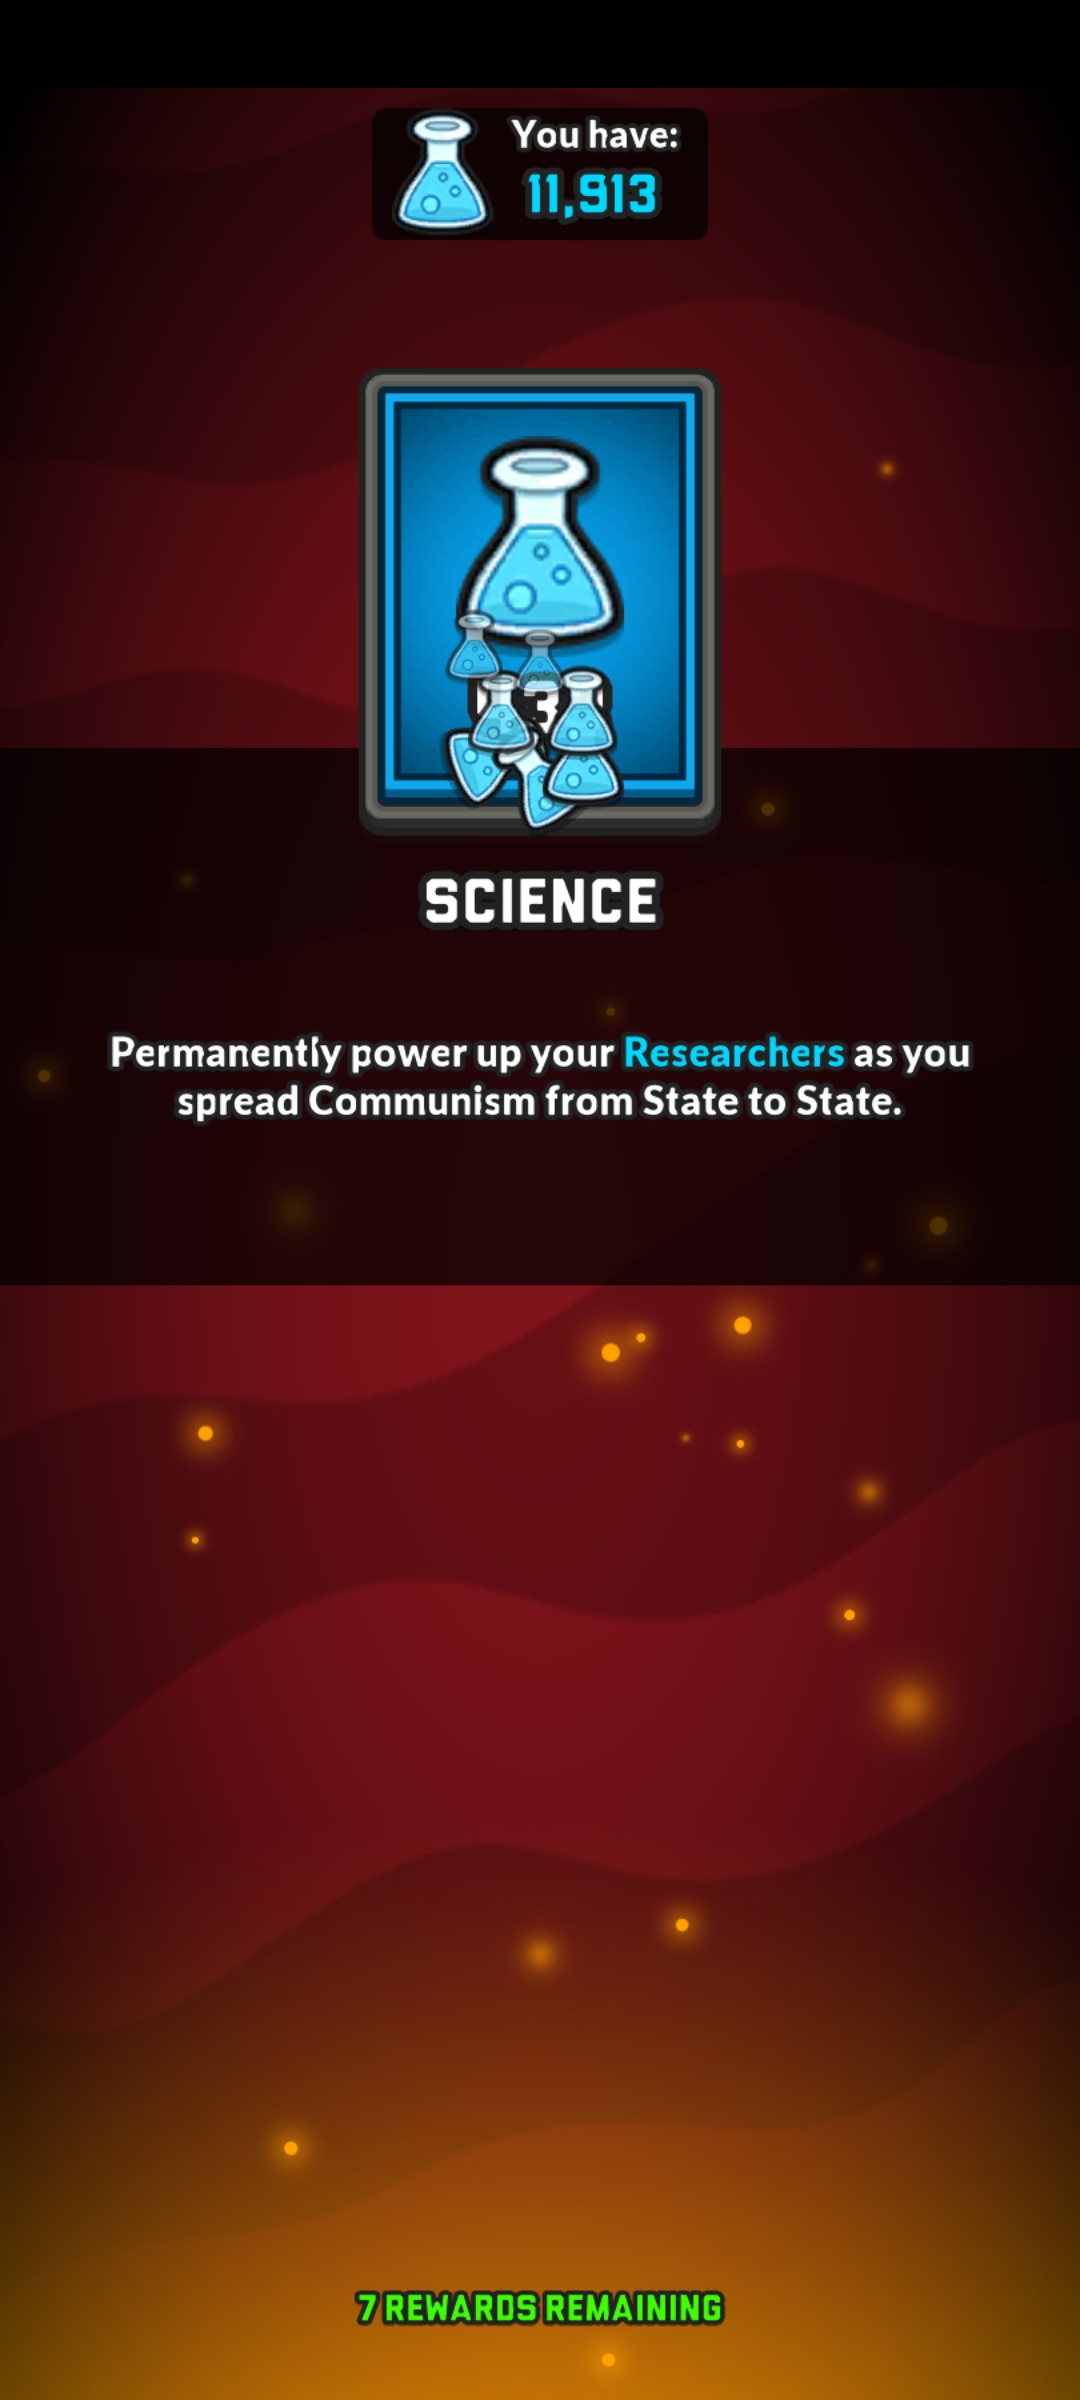 You have:
11,913
SCIENCE
Permanently power up your Researchers as you
spread Communism from State to State.
7 REWARDS REMAINING